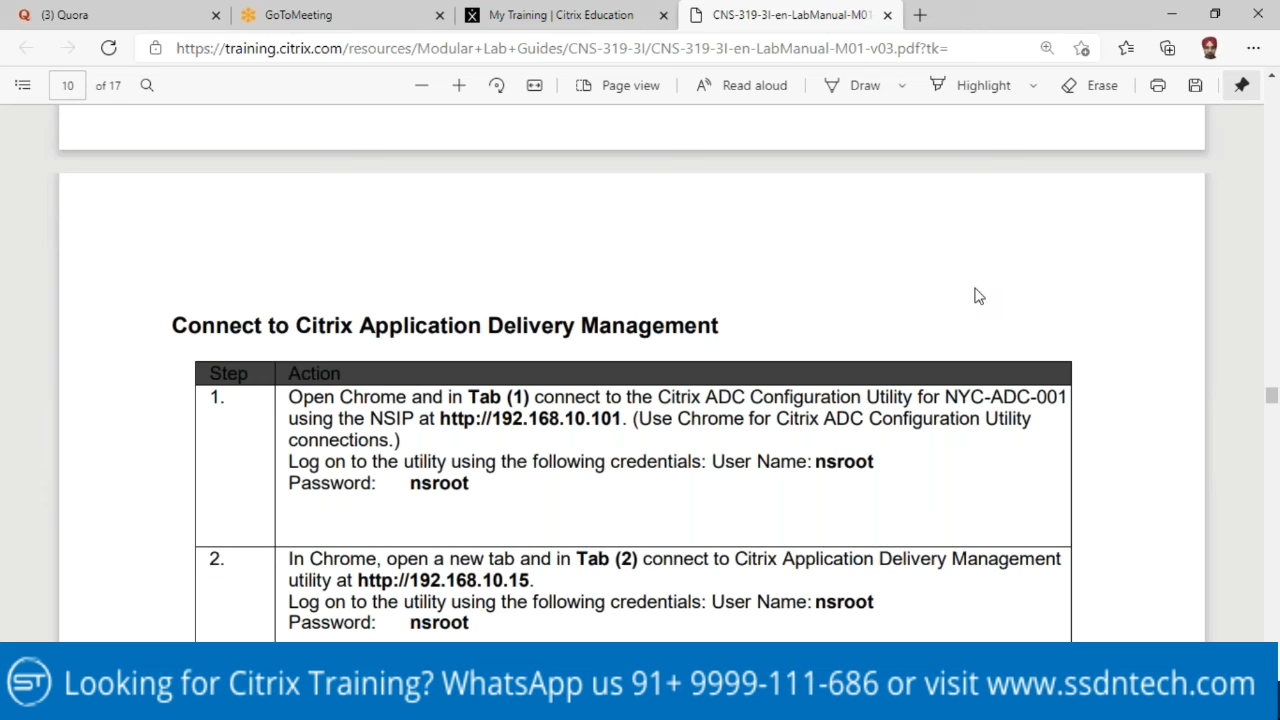 (3) Quora
GoToMeeting
My Training | Citrix Education
CNS-319-3I-en-LabManual-M01
https://training.citrix.com/resources/Modular+Lab+Guides/CNS-319-3I/CNS-319-3I-en-LabManual-M01-v03.pdf?tk=
10 of 17
Page view
Read aloud
Draw
Highlight
Erase
Connect to Citrix Application Delivery Management
Step Action
1. Open Chrome and in Tab (1) connect to the Citrix ADC Configuration Utility for NYC-ADC-001
using the NSIP at http://192.168.10.101. (Use Chrome for Citrix ADC Configuration Utility
connections.)
Log on to the utility using the following credentials: User Name: nsroot
Password: nsroot
2. In Chrome, open a new tab and in Tab (2) connect to Citrix Application Delivery Management
utility at http://192.168.10.15.
Log on to the utility using the following credentials: User Name: nsroot
Password: nsroot
ST Looking for Citrix Training? WhatsApp us 91+ 9999-111-686 or visit www.ssdntech.com